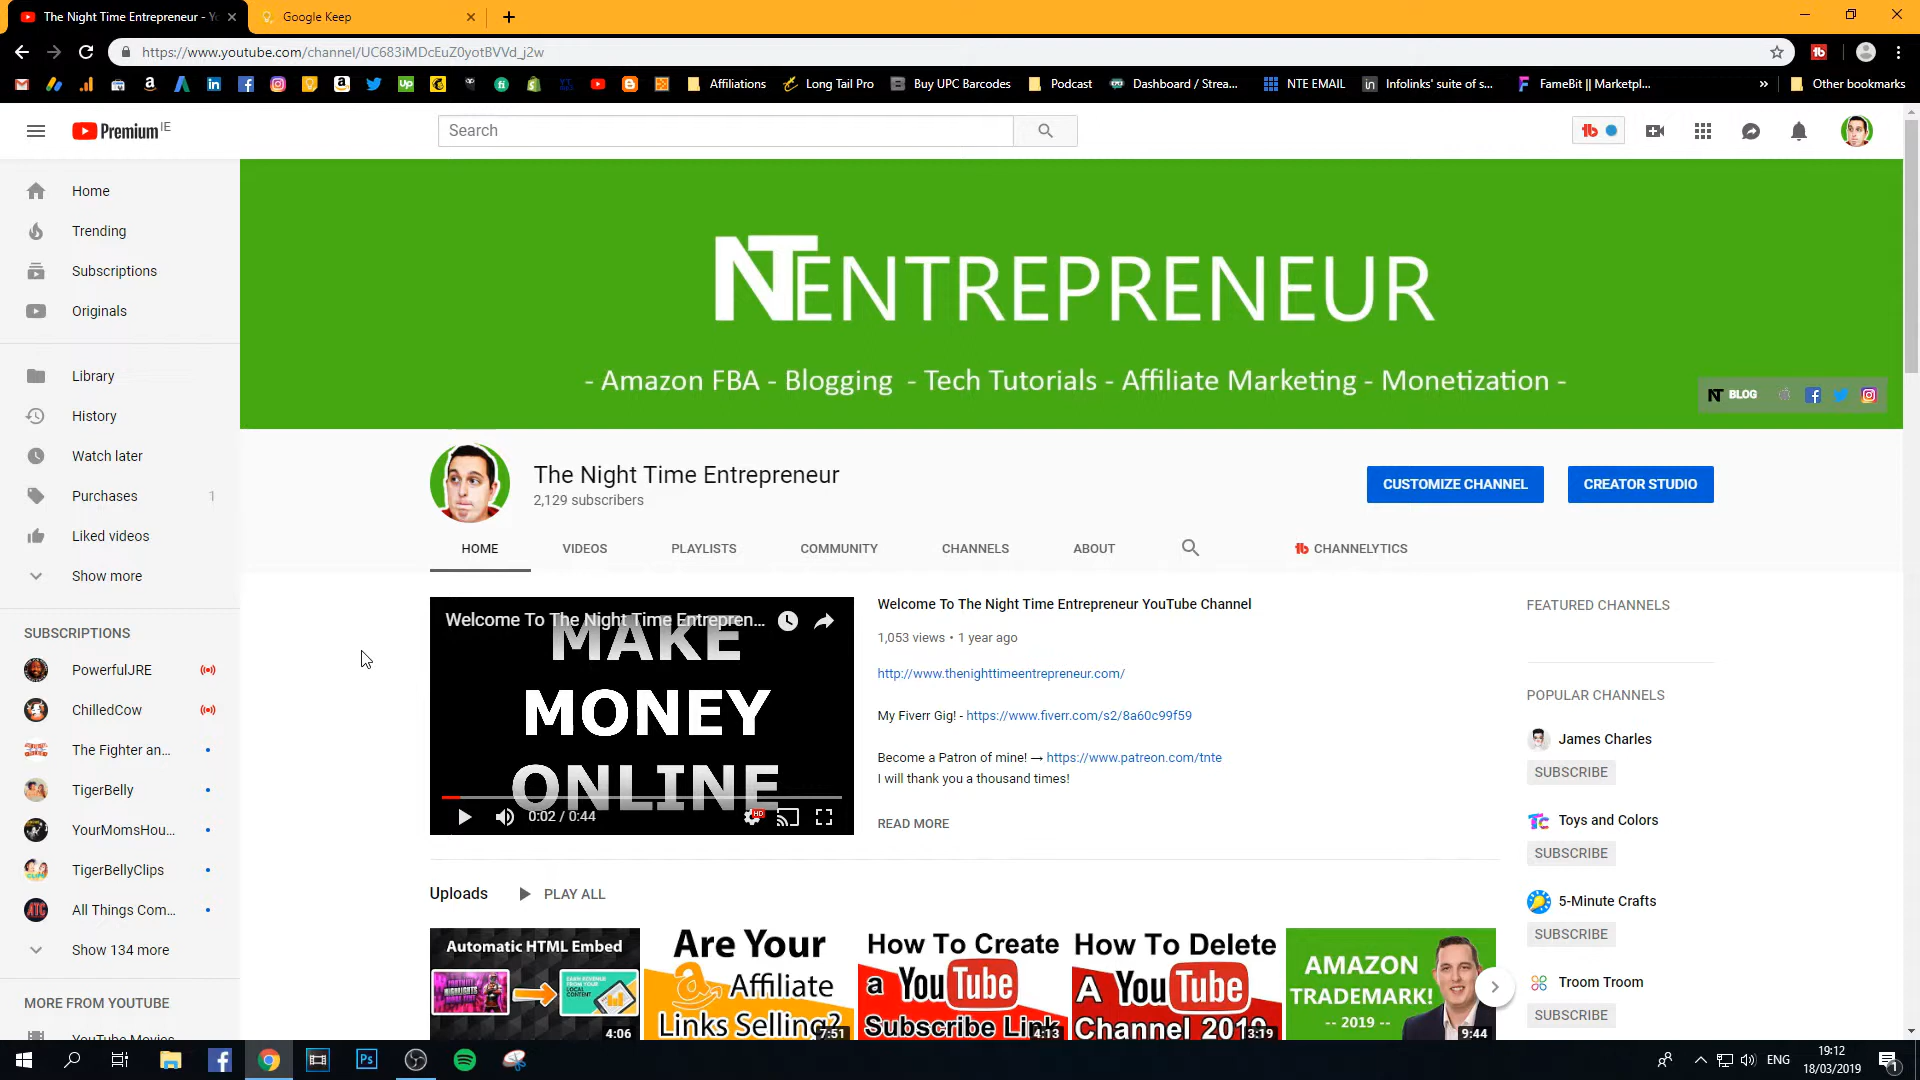 The Night Time Entrepreneur - Yo
Google Keep
https://www.youtube.com/channel/UC683iMDcEuZ0yotBVVd_j2w
Affiliations
Long Tail Pro
Buy UPC Barcodes
Podcast
Dashboard / Strea...
NTE EMAIL
Infolinks' suite of s...
FameBit || Marketpl...
»
Other bookmarks
Premium IE
Search
Home
Trending
Subscriptions
Originals
Library
History
Watch later
Purchases 1
Liked videos
Show more
SUBSCRIPTIONS
PowerfulJRE
ChilledCow
The Fighter an...
TigerBelly
YourMomsHou...
TigerBellyClips
All Things Com...
Show 134 more
MORE FROM YOUTUBE
YouTube Movies
NTENTREPRENEUR
- Amazon FBA - Blogging - Tech Tutorials - Affiliate Marketing - Monetization -
NT BLOG
The Night Time Entrepreneur
2,129 subscribers
CUSTOMIZE CHANNEL
CREATOR STUDIO
HOME
VIDEOS
PLAYLISTS
COMMUNITY
CHANNELS
ABOUT
CHANNELYTICS
Welcome To The Night Time Entrepren...
MAKE
MONEY
ONLINE
0:02 / 0:44
HD
Welcome To The Night Time Entrepreneur YouTube Channel
1,053 views • 1 year ago
http://www.thenighttimeentrepreneur.com/
My Fiverr Gig! - https://www.fiverr.com/s2/8a60c99f59
Become a Patron of mine! → https://www.patreon.com/tnte
I will thank you a thousand times!
READ MORE
FEATURED CHANNELS
POPULAR CHANNELS
James Charles
SUBSCRIBE
Toys and Colors
SUBSCRIBE
5-Minute Crafts
SUBSCRIBE
Troom Troom
SUBSCRIBE
Uploads
PLAY ALL
Automatic HTML Embed
4:06
Are Your
Affiliate
Links Selling?
7:51
How To Create
a YouTube
Subscribe Link
4:13
How To Delete
A YouTube
Channel 2019
3:19
AMAZON
TRADEMARK!
-- 2019 --
9:44
ENG
19:12
18/03/2019
1